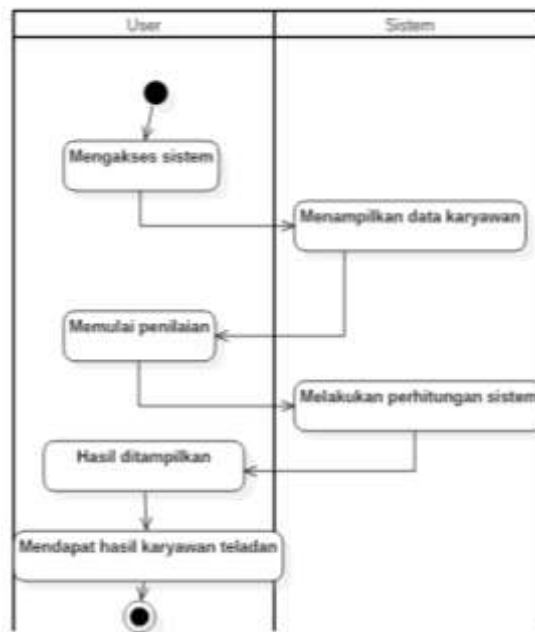 User
Sistem
Mengakses sistem
Menampilkan data karyawan
Memulai penilaian
Melakukan perhitungan sistem
Hasil ditampilkan
Mendapat hasil karyawan teladan